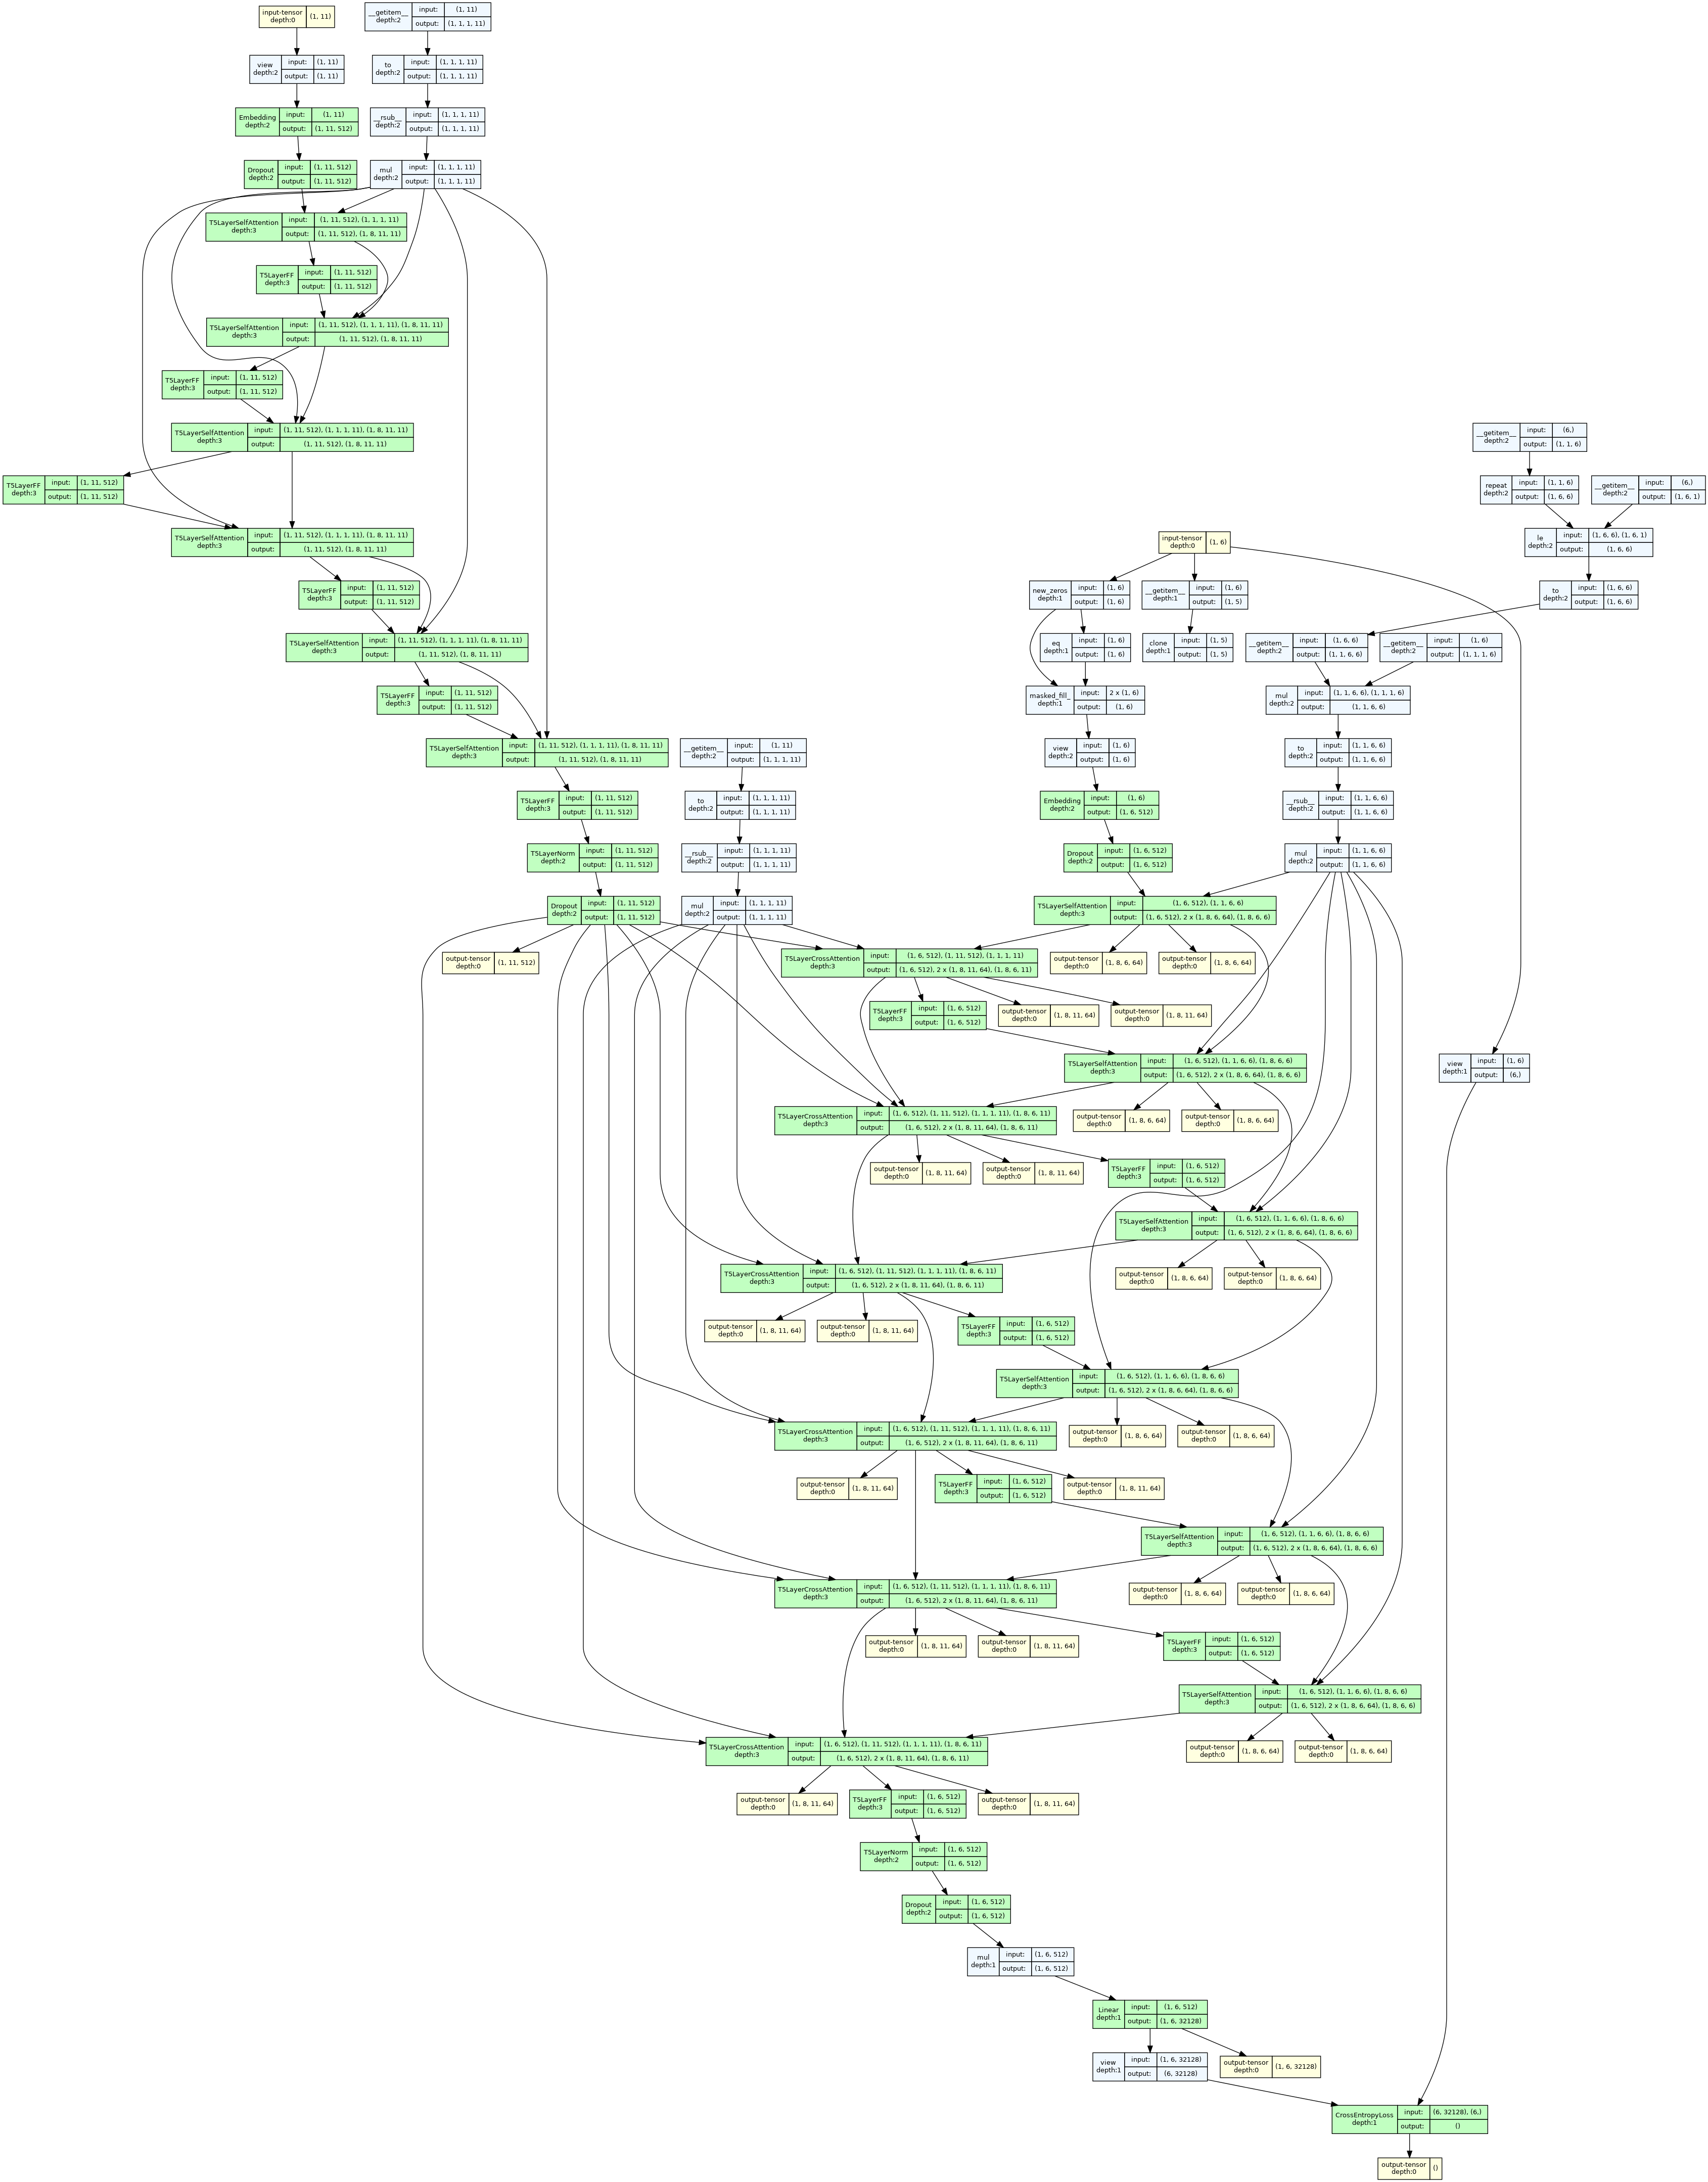 input-tensor
depth:0
(1, 11)
__getitem__
depth:2
input: (1, 11)
output: (1, 1, 1, 11)
view
depth:2
input: (1, 11)
output: (1, 11)
to
depth:2
input: (1, 1, 1, 11)
output: (1, 1, 1, 11)
Embedding
depth:2
input: (1, 11)
output: (1, 11, 512)
__rsub__
depth:2
input: (1, 1, 1, 11)
output: (1, 1, 1, 11)
Dropout
depth:2
input: (1, 11, 512)
output: (1, 11, 512)
mul
depth:2
input: (1, 1, 1, 11)
output: (1, 1, 1, 11)
T5LayerSelfAttention
depth:3
input: (1, 11, 512), (1, 1, 1, 11)
output: (1, 11, 512), (1, 8, 11, 11)
T5LayerFF
depth:3
input: (1, 11, 512)
output: (1, 11, 512)
T5LayerSelfAttention
depth:3
input: (1, 11, 512), (1, 1, 1, 11), (1, 8, 11, 11)
output: (1, 11, 512), (1, 8, 11, 11)
T5LayerFF
depth:3
input: (1, 11, 512)
output: (1, 11, 512)
T5LayerSelfAttention
depth:3
input: (1, 11, 512), (1, 1, 1, 11), (1, 8, 11, 11)
output: (1, 11, 512), (1, 8, 11, 11)
__getitem__
depth:2
input: (6,)
output: (1, 1, 6)
T5LayerFF
depth:3
input: (1, 11, 512)
output: (1, 11, 512)
repeat
depth:2
input: (1, 1, 6)
output: (1, 6, 6)
__getitem__
depth:2
input: (6,)
output: (1, 6, 1)
T5LayerSelfAttention
depth:3
input: (1, 11, 512), (1, 1, 1, 11), (1, 8, 11, 11)
output: (1, 11, 512), (1, 8, 11, 11)
input-tensor
depth:0
(1, 6)
le
depth:2
input: (1, 6, 6), (1, 6, 1)
output: (1, 6, 6)
T5LayerFF
depth:3
input: (1, 11, 512)
output: (1, 11, 512)
new_zeros
depth:1
input: (1, 6)
output: (1, 6)
__getitem__
depth:1
input: (1, 6)
output: (1, 5)
to
depth:2
input: (1, 6, 6)
output: (1, 6, 6)
T5LayerSelfAttention
depth:3
input: (1, 11, 512), (1, 1, 1, 11), (1, 8, 11, 11)
output: (1, 11, 512), (1, 8, 11, 11)
eq
depth:1
input: (1, 6)
output: (1, 6)
clone
depth:1
input: (1, 5)
output: (1, 5)
__getitem__
depth:2
input: (1, 6, 6)
output: (1, 1, 6, 6)
__getitem__
depth:2
input: (1, 6)
output: (1, 1, 1, 6)
T5LayerFF
depth:3
input: (1, 11, 512)
output: (1, 11, 512)
masked_fill_
depth:1
input: 2 x (1, 6)
output: (1, 6)
mul
depth:2
input: (1, 1, 6, 6), (1, 1, 1, 6)
output: (1, 1, 6, 6)
T5LayerSelfAttention
depth:3
input: (1, 11, 512), (1, 1, 1, 11), (1, 8, 11, 11)
output: (1, 11, 512), (1, 8, 11, 11)
__getitem__
depth:2
input: (1, 11)
output: (1, 1, 1, 11)
view
depth:2
input: (1, 6)
output: (1, 6)
to
depth:2
input: (1, 1, 6, 6)
output: (1, 1, 6, 6)
T5LayerFF
depth:3
input: (1, 11, 512)
output: (1, 11, 512)
to
depth:2
input: (1, 1, 1, 11)
output: (1, 1, 1, 11)
Embedding
depth:2
input: (1, 6)
output: (1, 6, 512)
__rsub__
depth:2
input: (1, 1, 6, 6)
output: (1, 1, 6, 6)
T5LayerNorm
depth:2
input: (1, 11, 512)
output: (1, 11, 512)
__rsub__
depth:2
input: (1, 1, 1, 11)
output: (1, 1, 1, 11)
Dropout
depth:2
input: (1, 6, 512)
output: (1, 6, 512)
mul
depth:2
input: (1, 1, 6, 6)
output: (1, 1, 6, 6)
Dropout
depth:2
input: (1, 11, 512)
output: (1, 11, 512)
mul
depth:2
input: (1, 1, 1, 11)
output: (1, 1, 1, 11)
T5LayerSelfAttention
depth:3
input: (1, 6, 512), (1, 1, 6, 6)
output: (1, 6, 512), 2 x (1, 8, 6, 64), (1, 8, 6, 6)
output-tensor
depth:0
(1, 11, 512)
T5LayerCrossAttention
depth:3
input: (1, 6, 512), (1, 11, 512), (1, 1, 1, 11)
output: (1, 6, 512), 2 x (1, 8, 11, 64), (1, 8, 6, 11)
output-tensor
depth:0
(1, 8, 6, 64)
output-tensor
depth:0
(1, 8, 6, 64)
T5LayerFF
depth:3
input: (1, 6, 512)
output: (1, 6, 512)
output-tensor
depth:0
(1, 8, 11, 64)
output-tensor
depth:0
(1, 8, 11, 64)
T5LayerSelfAttention
depth:3
input: (1, 6, 512), (1, 1, 6, 6), (1, 8, 6, 6)
output: (1, 6, 512), 2 x (1, 8, 6, 64), (1, 8, 6, 6)
view
depth:1
input: (1, 6)
output: (6,)
T5LayerCrossAttention
depth:3
input: (1, 6, 512), (1, 11, 512), (1, 1, 1, 11), (1, 8, 6, 11)
output: (1, 6, 512), 2 x (1, 8, 11, 64), (1, 8, 6, 11)
output-tensor
depth:0
(1, 8, 6, 64)
output-tensor
depth:0
(1, 8, 6, 64)
output-tensor
depth:0
(1, 8, 11, 64)
output-tensor
depth:0
(1, 8, 11, 64)
T5LayerFF
depth:3
input: (1, 6, 512)
output: (1, 6, 512)
T5LayerSelfAttention
depth:3
input: (1, 6, 512), (1, 1, 6, 6), (1, 8, 6, 6)
output: (1, 6, 512), 2 x (1, 8, 6, 64), (1, 8, 6, 6)
T5LayerCrossAttention
depth:3
input: (1, 6, 512), (1, 11, 512), (1, 1, 1, 11), (1, 8, 6, 11)
output: (1, 6, 512), 2 x (1, 8, 11, 64), (1, 8, 6, 11)
output-tensor
depth:0
(1, 8, 6, 64)
output-tensor
depth:0
(1, 8, 6, 64)
output-tensor
depth:0
(1, 8, 11, 64)
output-tensor
depth:0
(1, 8, 11, 64)
T5LayerFF
depth:3
input: (1, 6, 512)
output: (1, 6, 512)
T5LayerSelfAttention
depth:3
input: (1, 6, 512), (1, 1, 6, 6), (1, 8, 6, 6)
output: (1, 6, 512), 2 x (1, 8, 6, 64), (1, 8, 6, 6)
T5LayerCrossAttention
depth:3
input: (1, 6, 512), (1, 11, 512), (1, 1, 1, 11), (1, 8, 6, 11)
output: (1, 6, 512), 2 x (1, 8, 11, 64), (1, 8, 6, 11)
output-tensor
depth:0
(1, 8, 6, 64)
output-tensor
depth:0
(1, 8, 6, 64)
output-tensor
depth:0
(1, 8, 11, 64)
T5LayerFF
depth:3
input: (1, 6, 512)
output: (1, 6, 512)
output-tensor
depth:0
(1, 8, 11, 64)
T5LayerSelfAttention
depth:3
input: (1, 6, 512), (1, 1, 6, 6), (1, 8, 6, 6)
output: (1, 6, 512), 2 x (1, 8, 6, 64), (1, 8, 6, 6)
T5LayerCrossAttention
depth:3
input: (1, 6, 512), (1, 11, 512), (1, 1, 1, 11), (1, 8, 6, 11)
output: (1, 6, 512), 2 x (1, 8, 11, 64), (1, 8, 6, 11)
output-tensor
depth:0
(1, 8, 6, 64)
output-tensor
depth:0
(1, 8, 6, 64)
output-tensor
depth:0
(1, 8, 11, 64)
output-tensor
depth:0
(1, 8, 11, 64)
T5LayerFF
depth:3
input: (1, 6, 512)
output: (1, 6, 512)
T5LayerSelfAttention
depth:3
input: (1, 6, 512), (1, 1, 6, 6), (1, 8, 6, 6)
output: (1, 6, 512), 2 x (1, 8, 6, 64), (1, 8, 6, 6)
T5LayerCrossAttention
depth:3
input: (1, 6, 512), (1, 11, 512), (1, 1, 1, 11), (1, 8, 6, 11)
output: (1, 6, 512), 2 x (1, 8, 11, 64), (1, 8, 6, 11)
output-tensor
depth:0
(1, 8, 6, 64)
output-tensor
depth:0
(1, 8, 6, 64)
output-tensor
depth:0
(1, 8, 11, 64)
T5LayerFF
depth:3
input: (1, 6, 512)
output: (1, 6, 512)
output-tensor
depth:0
(1, 8, 11, 64)
T5LayerNorm
depth:2
input: (1, 6, 512)
output: (1, 6, 512)
Dropout
depth:2
input: (1, 6, 512)
output: (1, 6, 512)
mul
depth:1
input: (1, 6, 512)
output: (1, 6, 512)
Linear
depth:1
input: (1, 6, 512)
output: (1, 6, 32128)
view
depth:1
input: (1, 6, 32128)
output: (6, 32128)
output-tensor
depth:0
(1, 6, 32128)
CrossEntropyLoss
depth:1
input: (6, 32128), (6,)
output: ()
output-tensor
depth:0
()